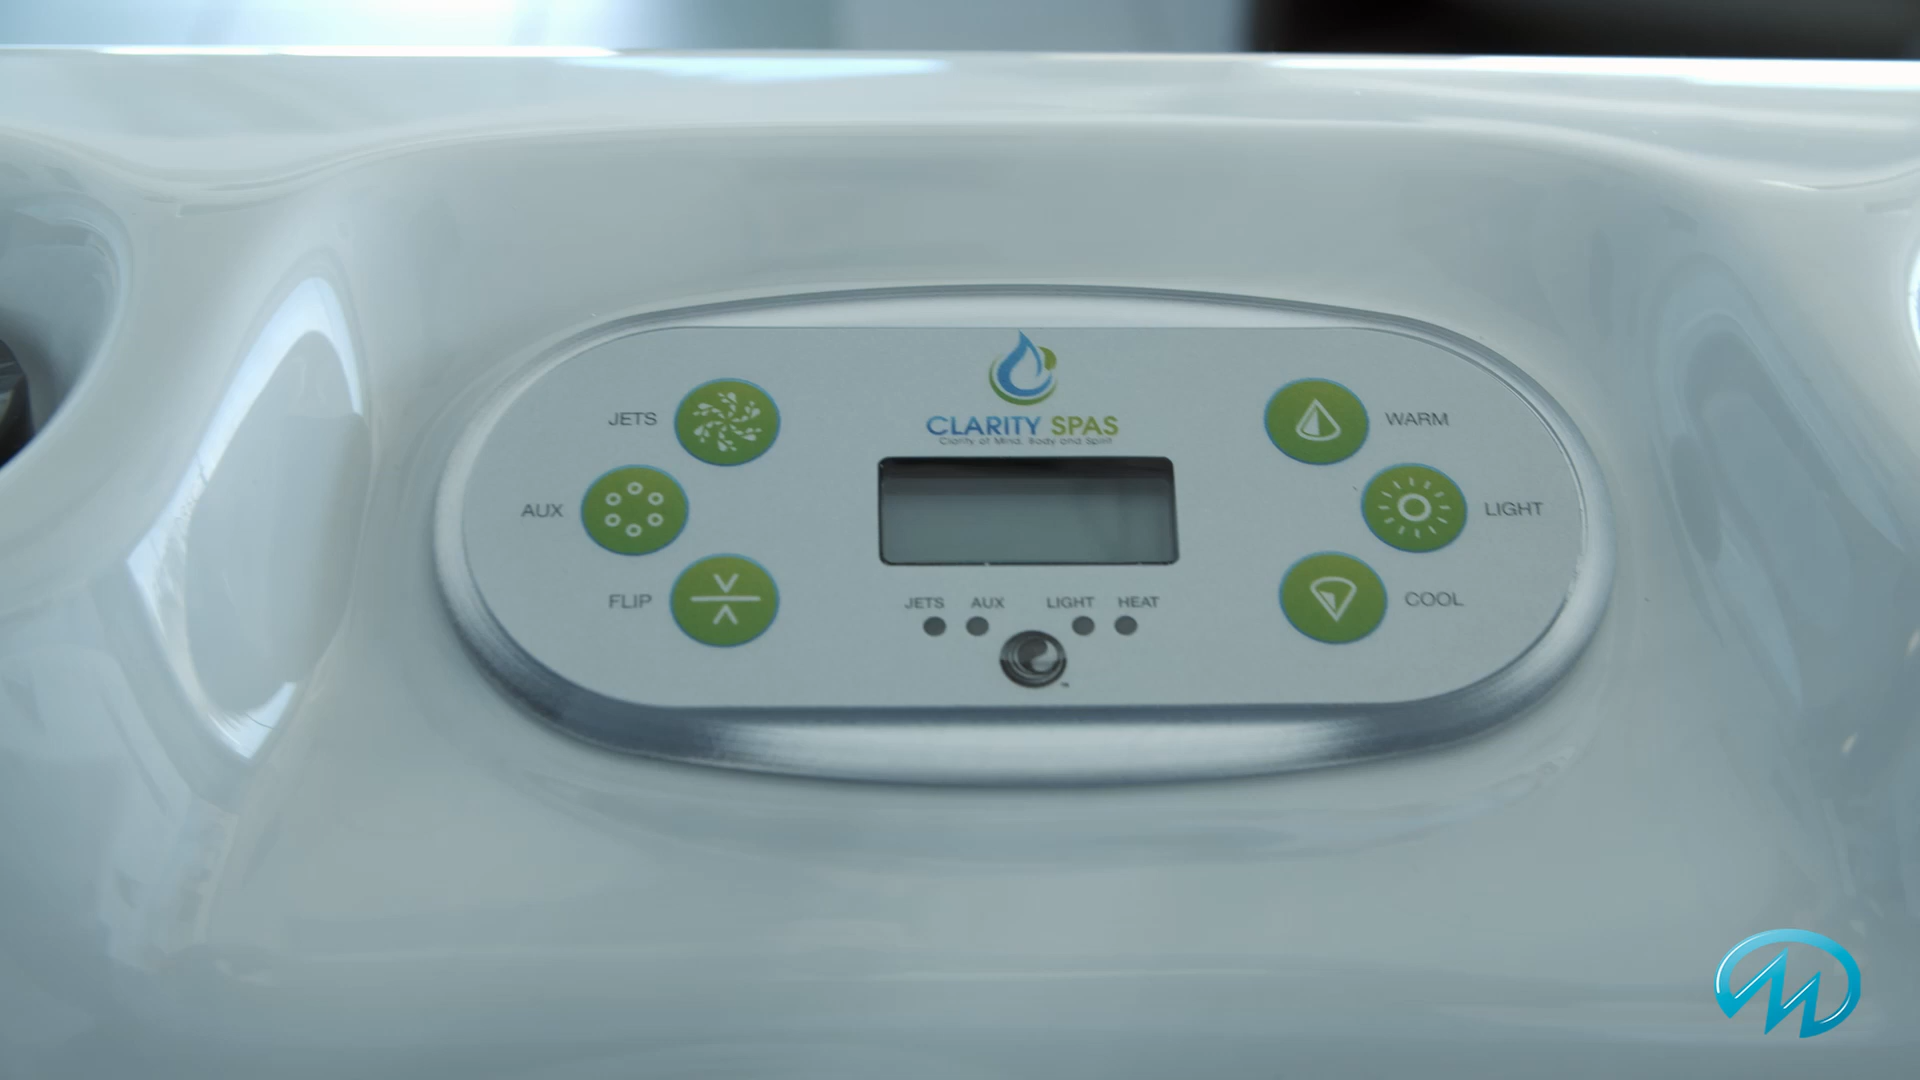 CLARITY SPAS
Clarity of Mind, Body and Spirit
JETS
AUX
FLIP
WARM
LIGHT
COOL
JETS AUX LIGHT HEAT